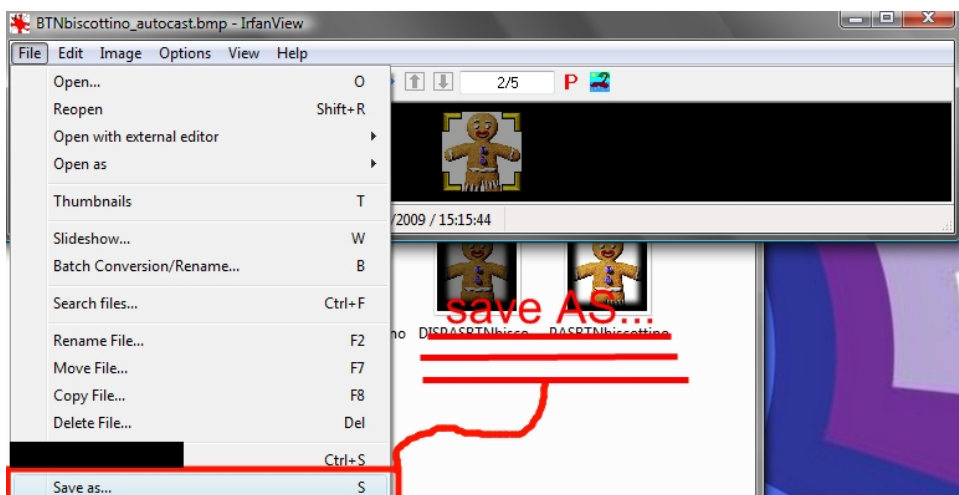 BTNbiscottino_autocast.bmp - IrfanView
File Edit Image Options View Help
2/5 P
Open... O
Reopen Shift+R
Open with external editor
Open as
Thumbnails T
/2009 / 15:15:44
Slideshow... W
Batch Conversion/Rename... B
Search files... Ctrl+F
save AS...
Rename File... F2
Move File... F7
Copy File... F8
Delete File... Del
Ctrl+S
Save as... S